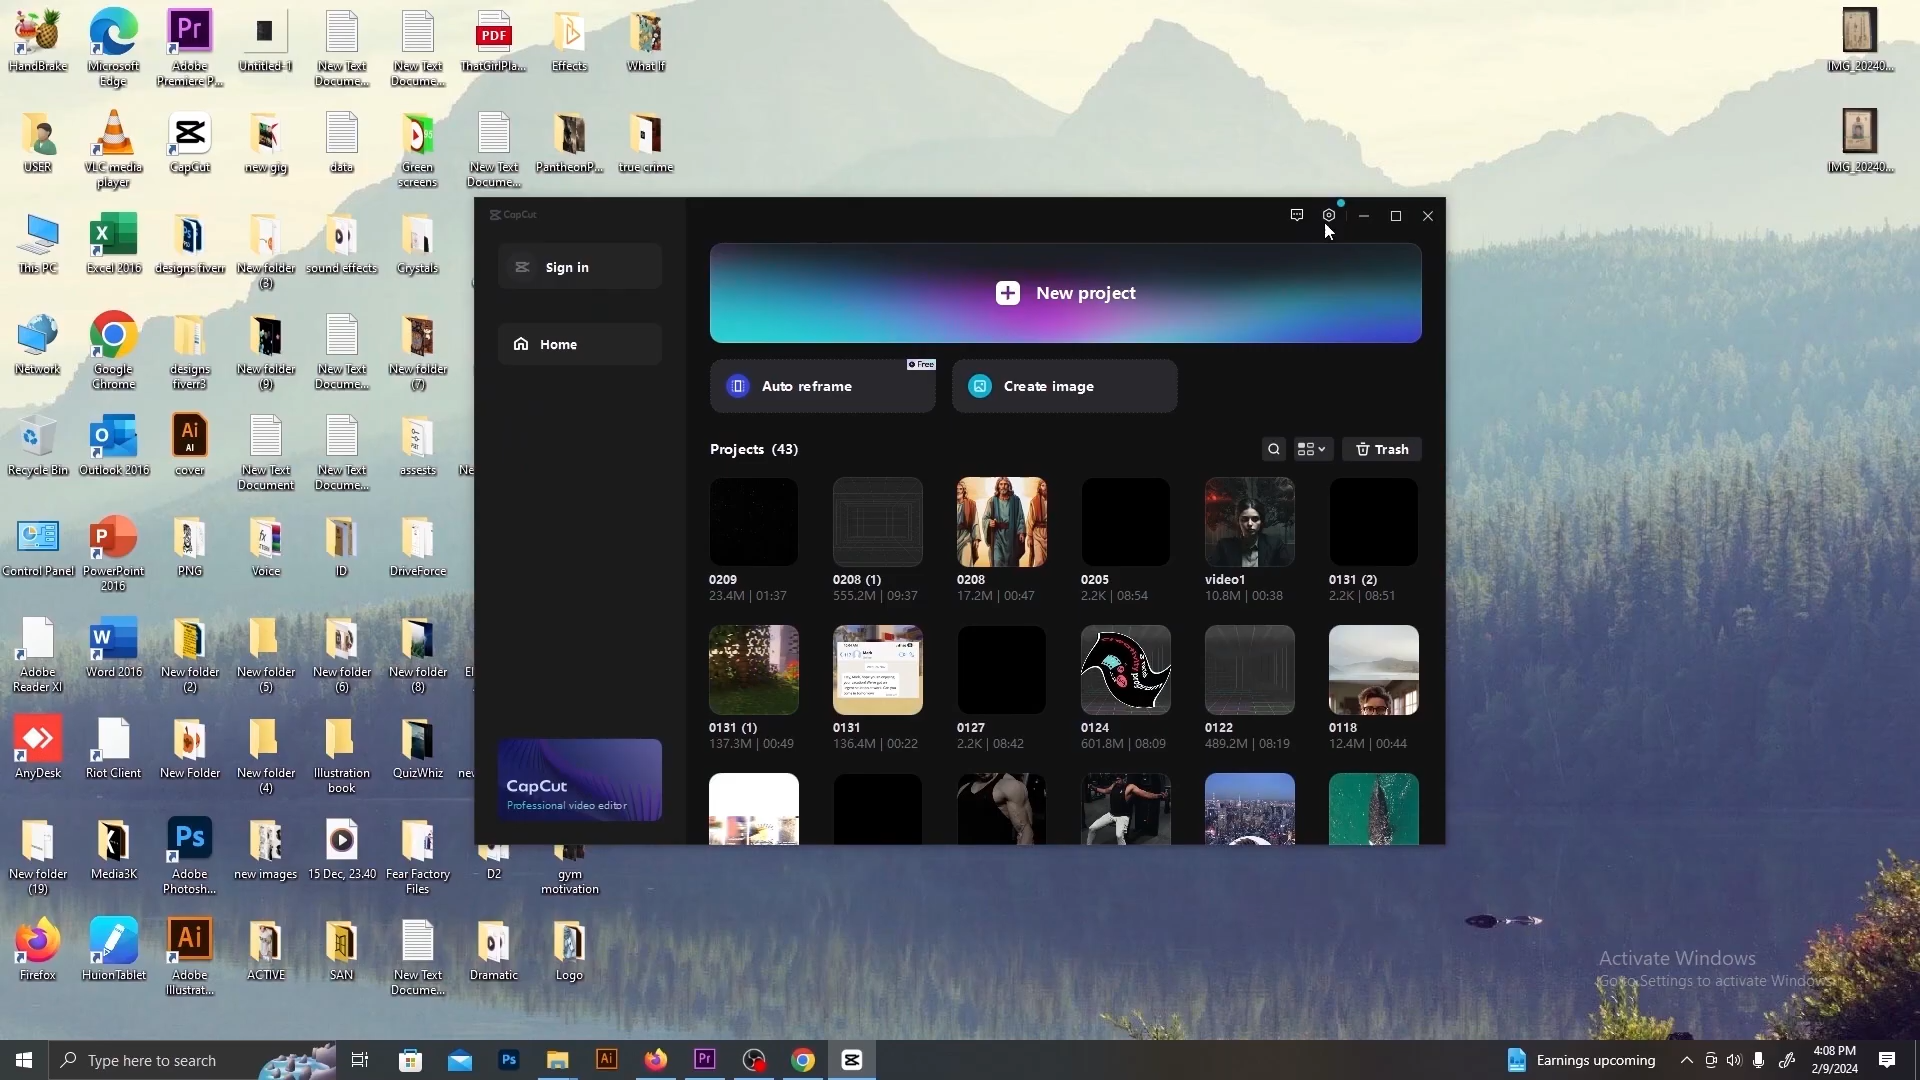 HandBrake
Microsoft Edge
Adobe Premiere P...
Untitled-1
New Text Docume...
New Text Docume...
ThatGirlPla...
Effects
What If
IMG_20240...
USER
VLC media player
CapCut
new gig
data
Green screens
New Text Docume...
PantheonP...
true crime
IMG_20240...
This PC
Excel 2016
designs fiverr
New folder (3)
sound effects
Crystals
Network
Google Chrome
designs fiverr3
New folder (9)
New Text Docume...
New folder (7)
Recycle Bin
Outlook 2016
cover
New Text Document
New Text Docume...
assests
Control Panel
PowerPoint 2016
PNG
Voice
ID
DriveForce
Adobe Reader XI
Word 2016
New folder (2)
New folder (5)
New folder (6)
New folder (8)
AnyDesk
Riot Client
New Folder
New folder (4)
Illustration book
QuizWhiz
New folder (19)
Media3K
Adobe Photosh...
new images
15 Dec, 23.40
Fear Factory Files
D2
gym motivation
Firefox
HuionTablet
Adobe Illustrat...
ACTIVE
SAN
New Text Docume...
Dramatic
Logo
CapCut
Sign in
Home
New project
Auto reframe
Free
Create image
Projects (43)
Trash
0209
23.4M | 01:37
0208 (1)
555.2M | 09:37
0208
17.2M | 00:47
0205
2.2K | 08:54
video1
10.8M | 00:38
0131 (2)
2.2K | 08:51
0131 (1)
137.3M | 00:49
0131
136.4M | 00:22
0127
2.2K | 08:42
0124
601.8M | 08:09
0122
489.2M | 08:19
0118
12.4M | 00:44
CapCut
Professional video editor
Activate Windows
Go to Settings to activate Windows.
Type here to search
Earnings upcoming
4:08 PM
2/9/2024